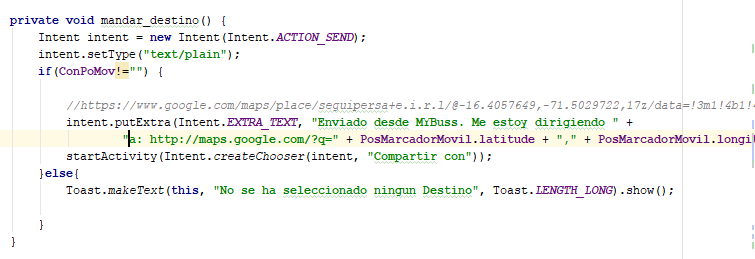 private void mandar_destino() {
Intent intent = new Intent(Intent.ACTION_SEND);
intent.setType("text/plain");
if(ConPoMov!="") {
//https://www.google.com/maps/place/seguipersa+e.i.r.l/@-16.4057649,-71.5029722,17z/data=!3m1!4b1!4
intent.putExtra(Intent.EXTRA_TEXT, "Enviado desde MYBuss. Me estoy dirigiendo " +
"a: http://maps.google.com/?q=" + PosMarcadorMovil.latitude + "," + PosMarcadorMovil.longi
startActivity(Intent.createChooser(intent, "Compartir con"));
}else{
Toast.makeText(this, "No se ha seleccionado ningun Destino", Toast.LENGTH_LONG).show();
}
}